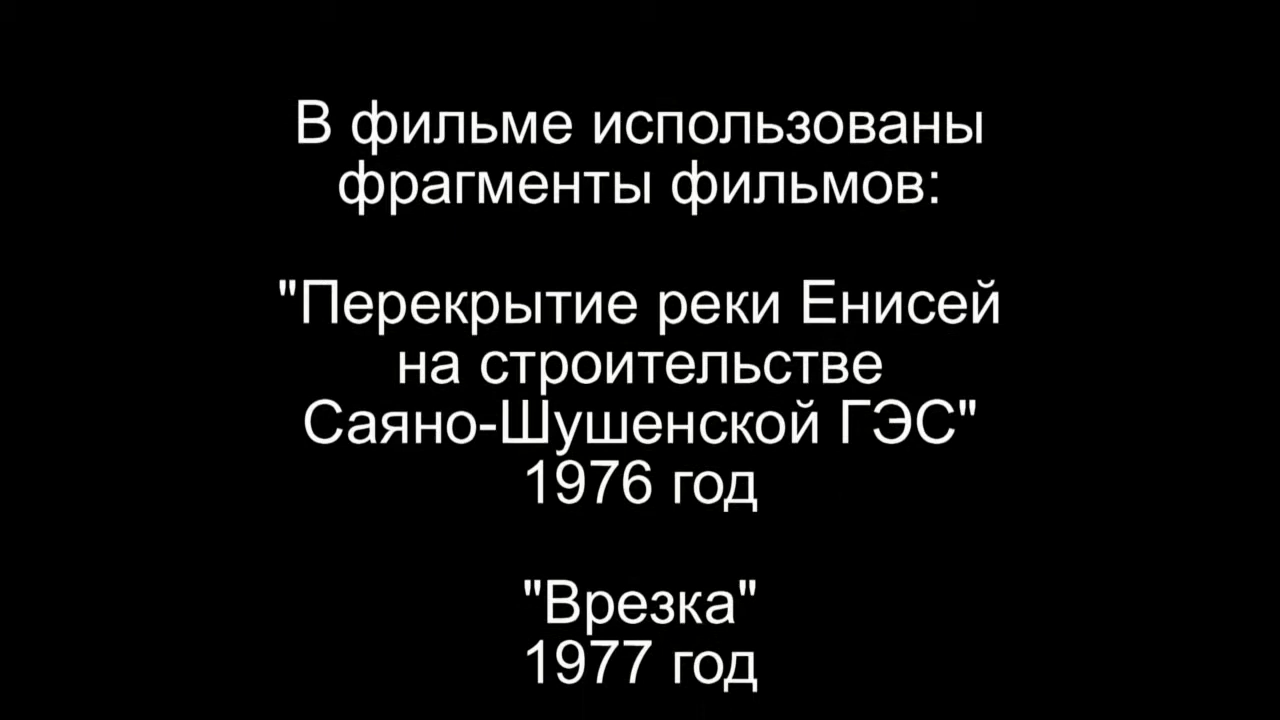 В фильме использованы
фрагменты фильмов:
"Перекрытие реки Енисей
на строительстве
Саяно-Шушенской ГЭС"
1976 год
"Врезка"
1977 год